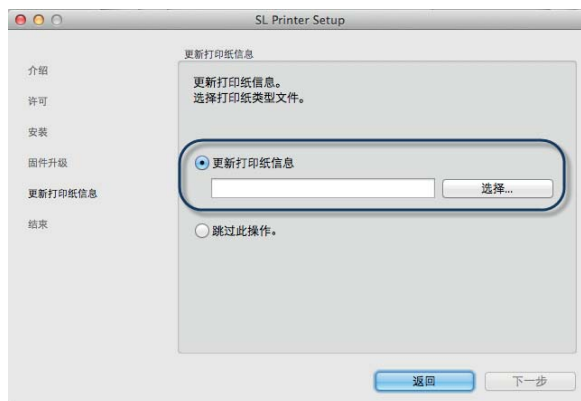 SL Printer Setup
介绍
许可
安装
固件升级
更新打印纸信息
结束
更新打印纸信息
更新打印纸信息。
选择打印纸类型文件。
更新打印纸信息
选择...
跳过此操作。
返回
下一步